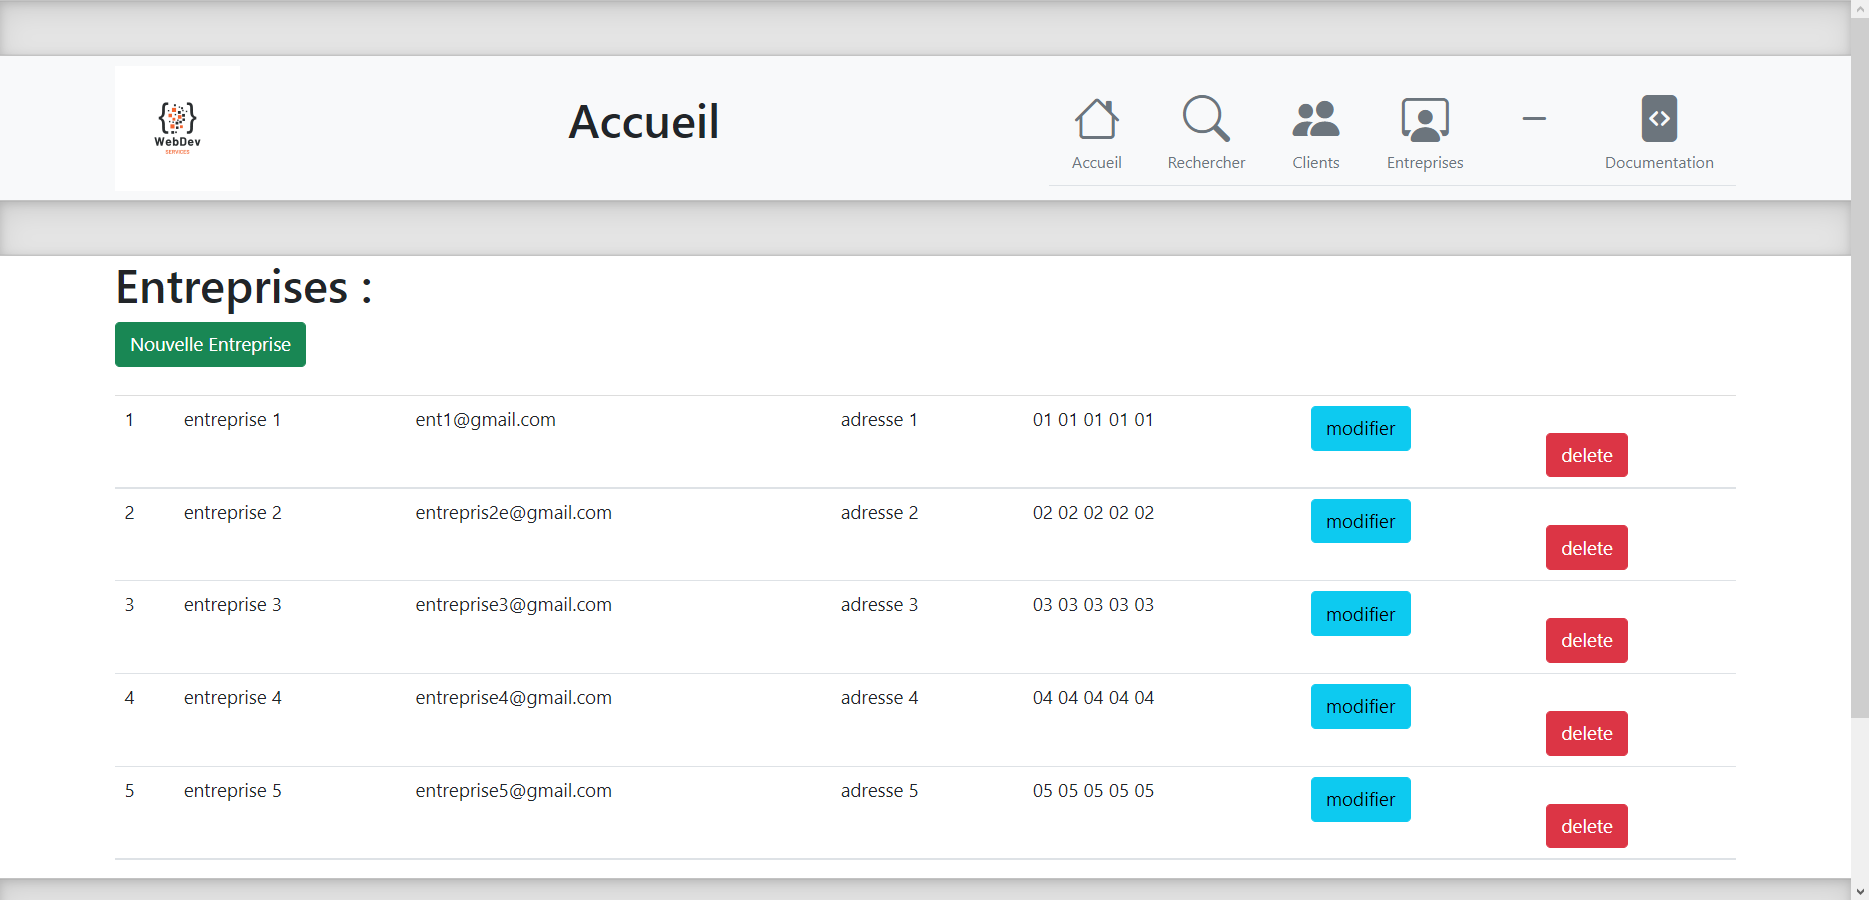 { }
WebDev
SERVICES
Accueil
Accueil
Rechercher
Clients
Entreprises
Documentation
Entreprises :
Nouvelle Entreprise
1 entreprise 1 ent1@gmail.com adresse 1 01 01 01 01 01 modifier delete
2 entreprise 2 entrepris2e@gmail.com adresse 2 02 02 02 02 02 modifier delete
3 entreprise 3 entreprise3@gmail.com adresse 3 03 03 03 03 03 modifier delete
4 entreprise 4 entreprise4@gmail.com adresse 4 04 04 04 04 04 modifier delete
5 entreprise 5 entreprise5@gmail.com adresse 5 05 05 05 05 05 modifier delete